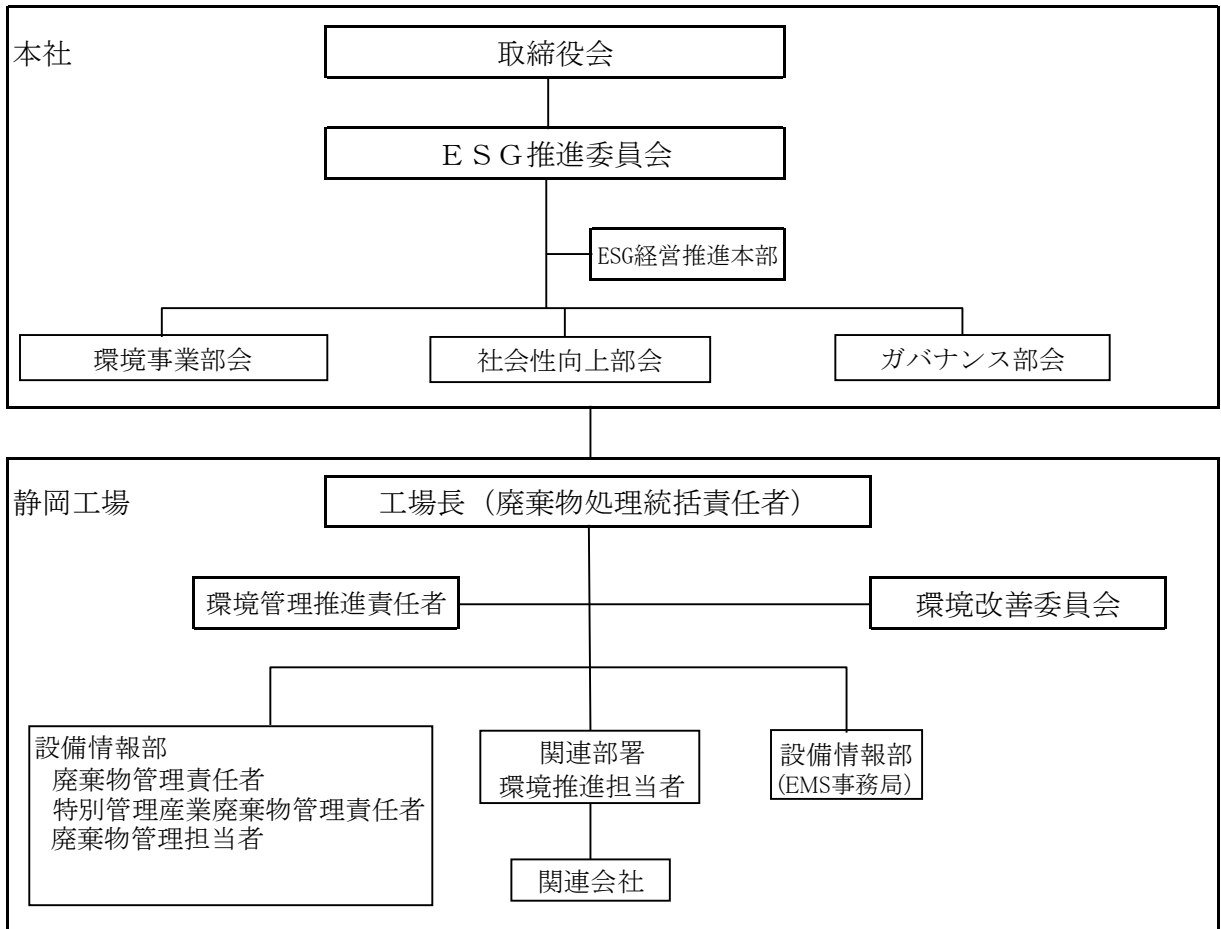 本社
取締役会
ＥＳＧ推進委員会
ESG経営推進本部
環境事業部会
社会性向上部会
ガバナンス部会
静岡工場
工場長（廃棄物処理統括責任者）
環境管理推進責任者
環境改善委員会
設備情報部
廃棄物管理責任者
特別管理産業廃棄物管理責任者
廃棄物管理担当者
関連部署
環境推進担当者
設備情報部
(EMS事務局)
関連会社